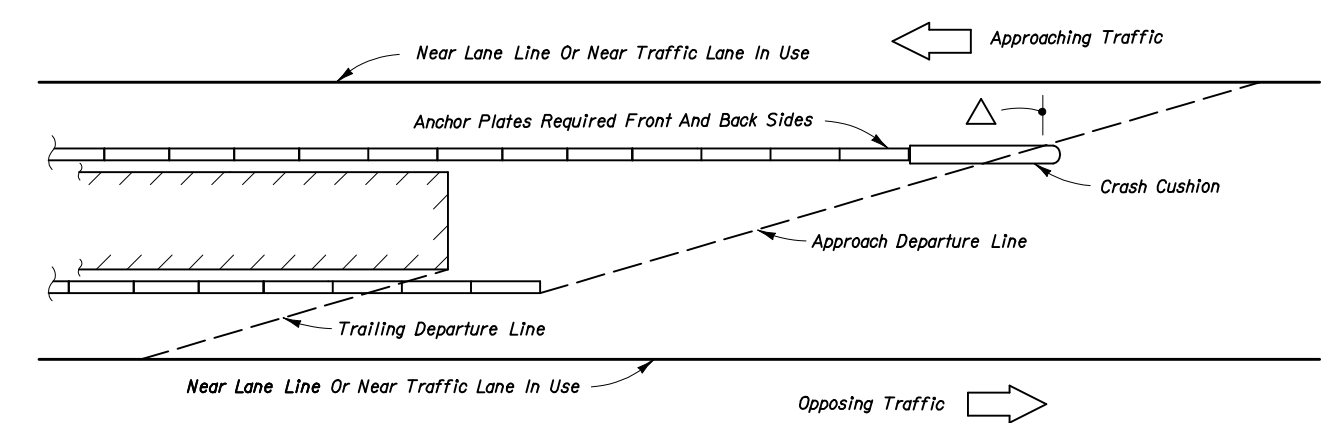 Approaching Traffic
Near Lane Line Or Near Traffic Lane In Use
Anchor Plates Required Front And Back Sides
Crash Cushion
Approach Departure Line
Trailing Departure Line
Near Lane Line Or Near Traffic Lane In Use
Opposing Traffic